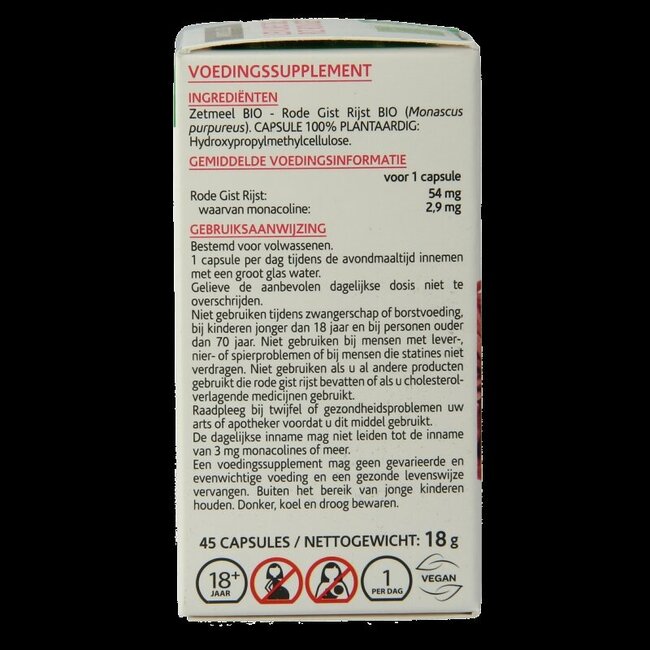 VOEDINGSSUPPLEMENT
INGREDIËNTEN
Zetmeel BIO - Rode Gist Rijst BIO (Monascus
purpureus). CAPSULE 100% PLANTAARDIG:
Hydroxypropylmethylcellulose.
GEMIDDELDE VOEDINGSINFORMATIE
voor 1 capsule
Rode Gist Rijst: 54 mg
waarvan monacoline: 2,9 mg
GEBRUIKSAANWIJZING
Bestemd voor volwassenen.
1 capsule per dag tijdens de avondmaaltijd innemen
met een groot glas water.
Gelieve de aanbevolen dagelijkse dosis niet te
overschrijden.
Niet gebruiken tijdens zwangerschap of borstvoeding,
bij kinderen jonger dan 18 jaar en bij personen ouder
dan 70 jaar. Niet gebruiken bij mensen met lever-,
nier- of spierproblemen of bij mensen die statines niet
verdragen. Niet gebruiken als u al andere producten
gebruikt die rode gist rijst bevatten of als u cholesterol-
verlagende medicijnen gebruikt.
Raadpleeg bij twijfel of gezondheidsproblemen uw
arts of apotheker voordat u dit middel gebruikt.
De dagelijkse inname mag niet leiden tot de inname
van 3 mg monacolines of meer.
Een voedingssupplement mag geen gevarieerde en
evenwichtige voeding en een gezonde levenswijze
vervangen. Buiten het bereik van jonge kinderen
houden. Donker, koel en droog bewaren.
45 CAPSULES / NETTOGEWICHT: 18 g
18+
JAAR
1
PER DAG
VEGAN